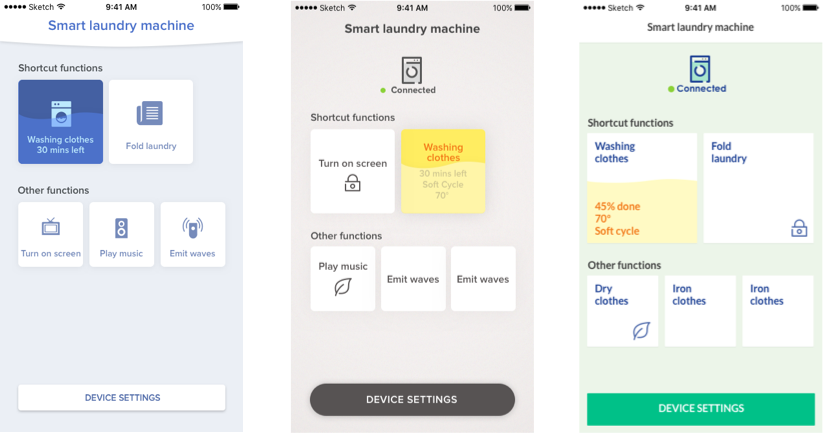 ●●●●● Sketch 9:41 AM 100%
Smart laundry machine
Shortcut functions
Washing clothes
30 mins left
Fold laundry
Other functions
Turn on screen
Play music
Emit waves
DEVICE SETTINGS
●●●●● Sketch 9:41 AM 100%
Smart laundry machine
Connected
Shortcut functions
Turn on screen
Washing
clothes
30 mins left
Soft Cycle
70°
Other functions
Play music
Emit waves
Emit waves
DEVICE SETTINGS
●●●●● Sketch 9:41 AM 100%
Smart laundry machine
Connected
Shortcut functions
Washing
clothes
45% done
70°
Soft cycle
Fold
laundry
Other functions
Dry
clothes
Iron
clothes
Iron
clothes
DEVICE SETTINGS